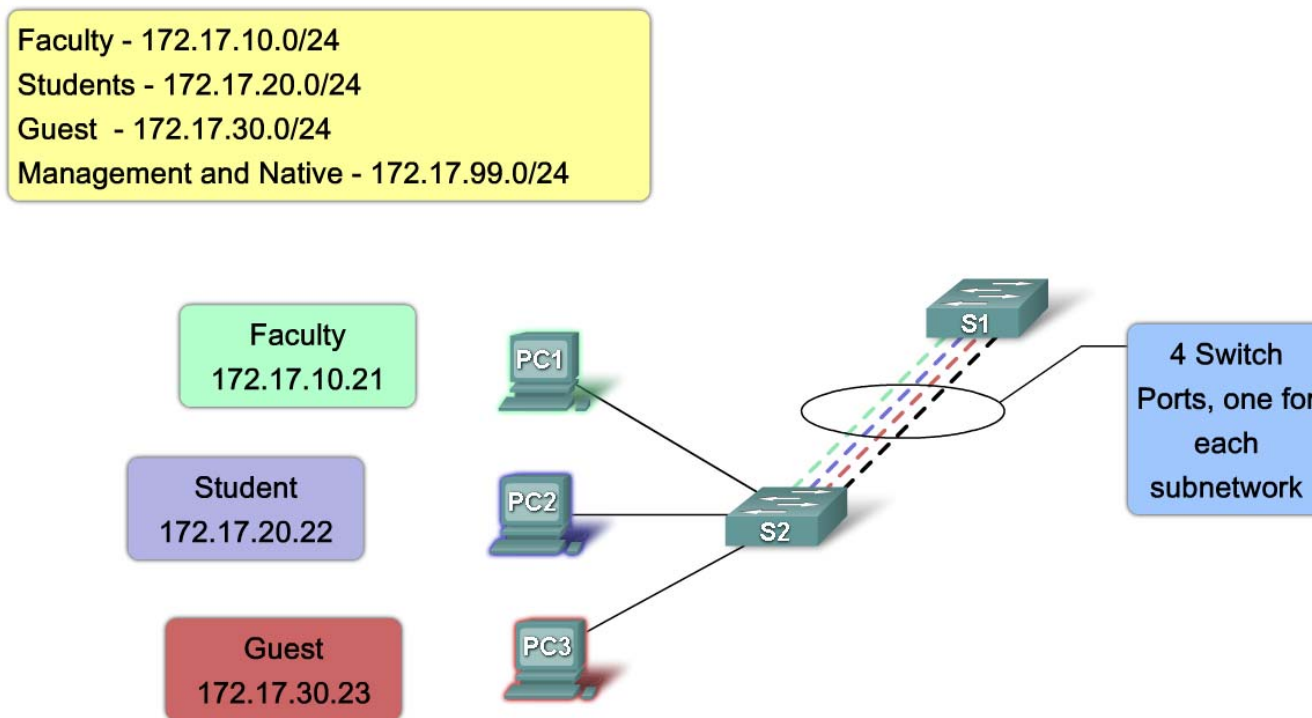 Faculty - 172.17.10.0/24
Students - 172.17.20.0/24
Guest - 172.17.30.0/24
Management and Native - 172.17.99.0/24
S1
Faculty
172.17.10.21
PC1
4 Switch
Ports, one for
each
subnetwork
Student
172.17.20.22
PC2
S2
Guest
172.17.30.23
PC3